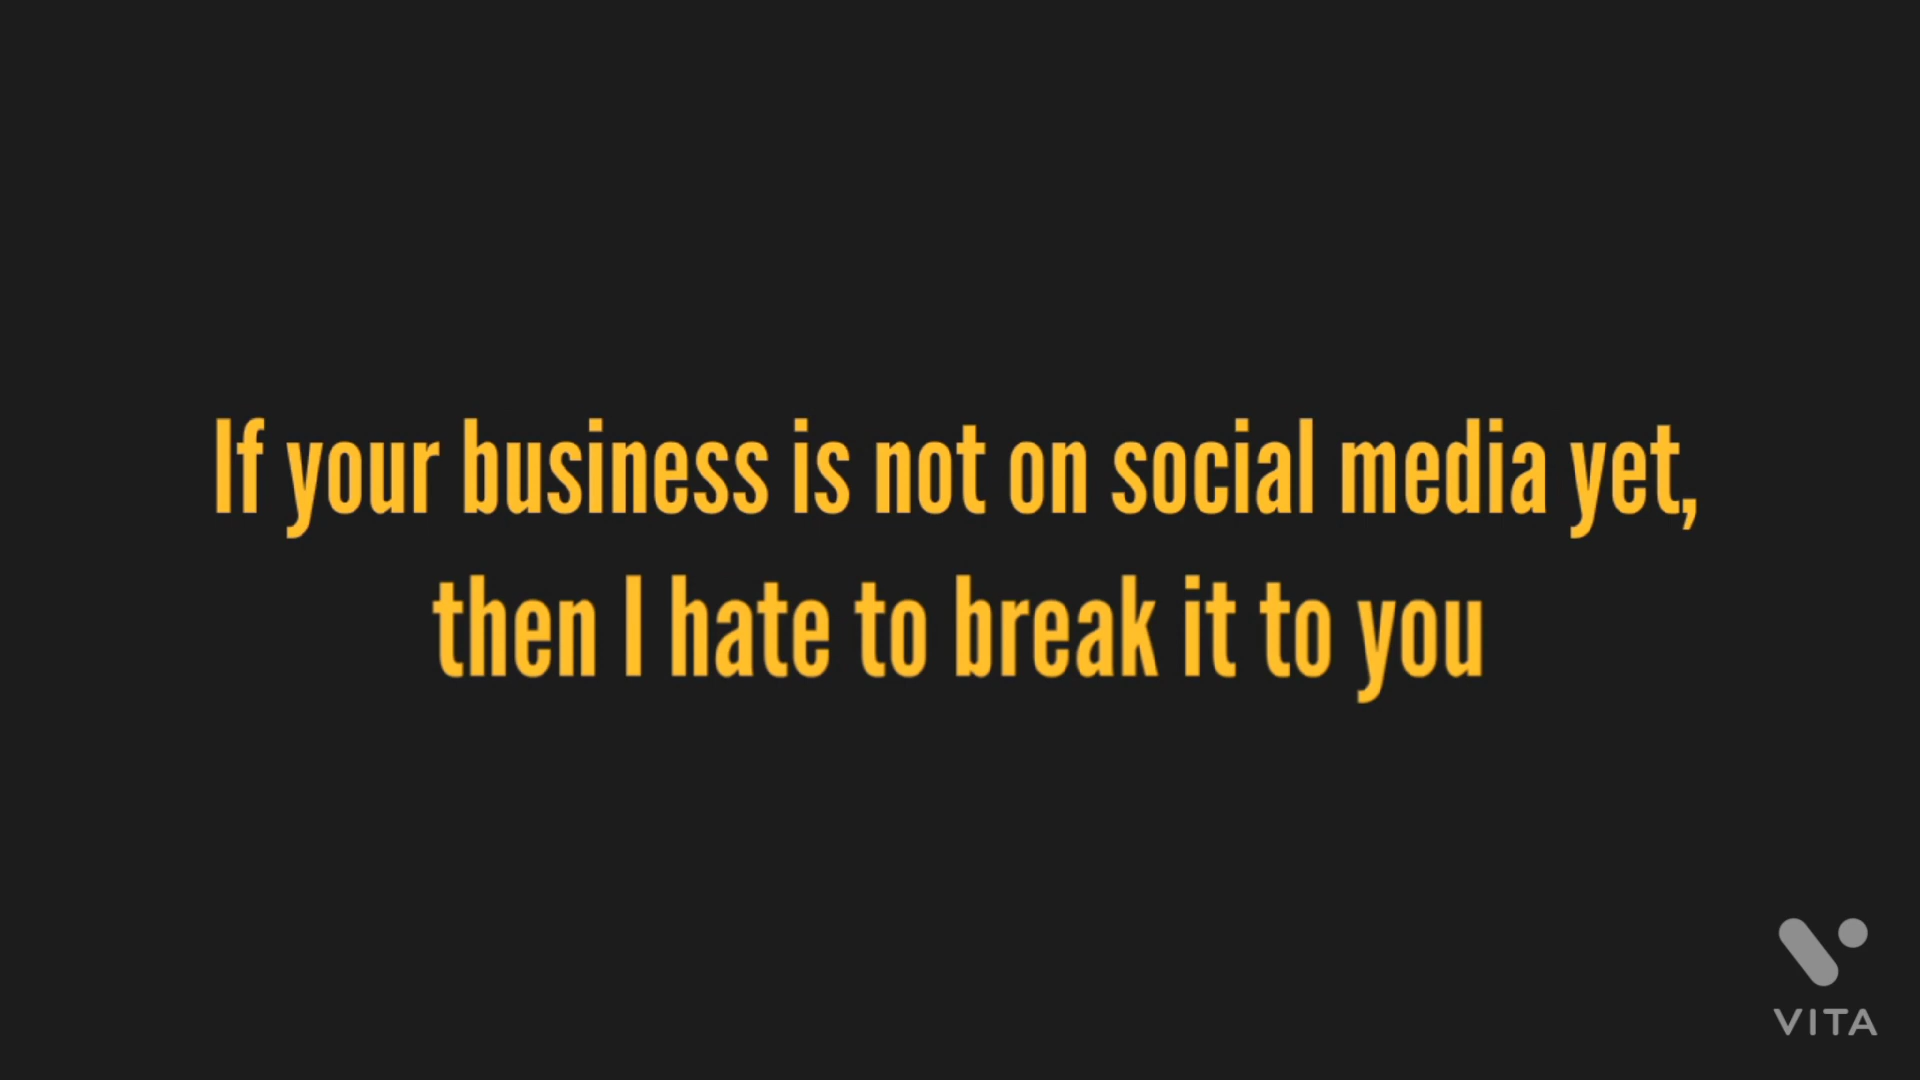 If your business is not on social media yet,
then I hate to break it to you
VITA